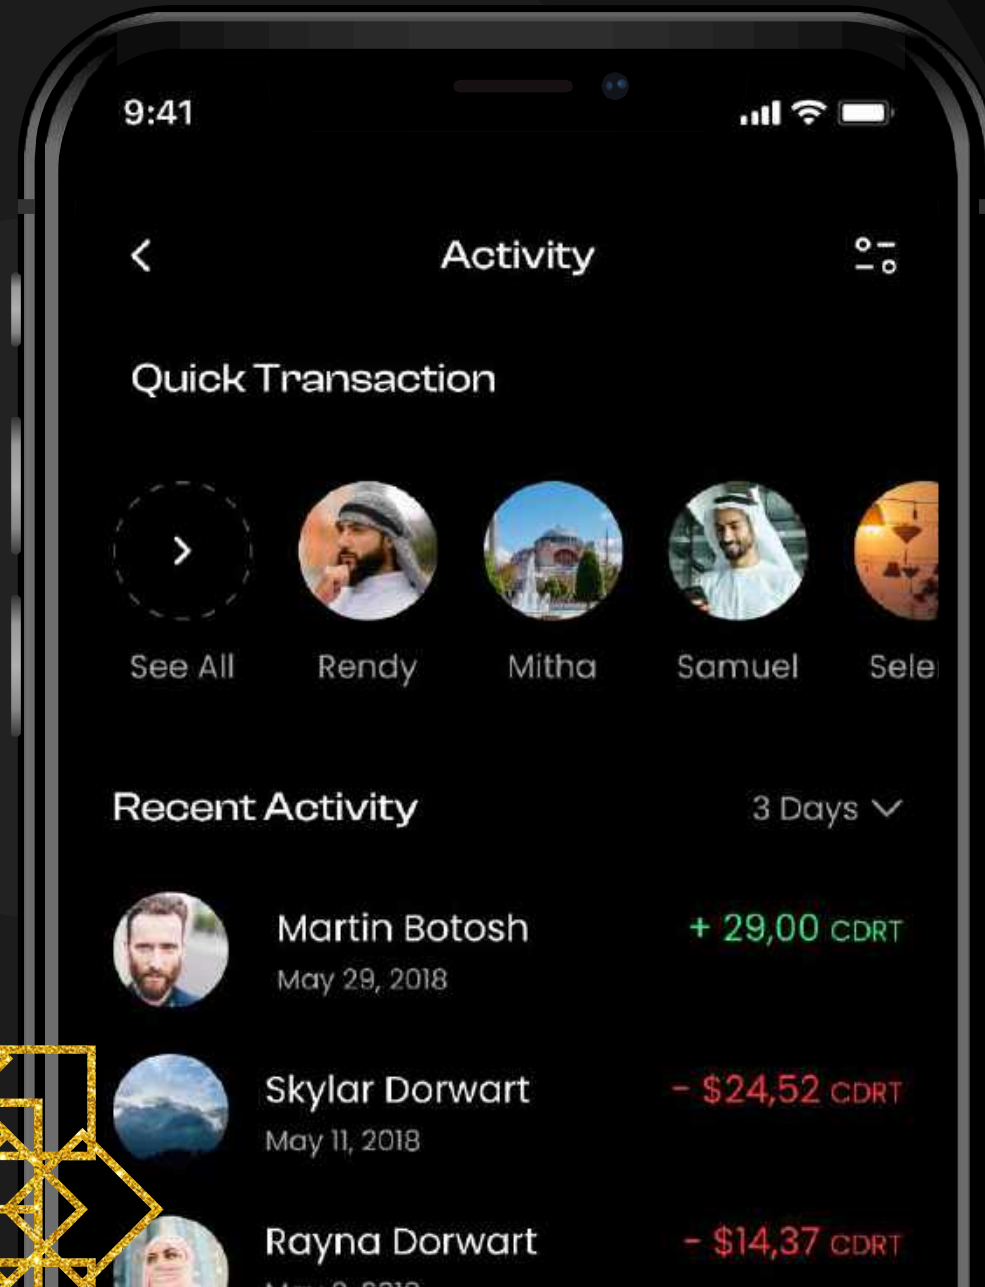 9:41
Activity
Quick Transaction
See All Rendy Mitha Samuel Sele
Recent Activity 3 Days
Martin Botosh + 29,00 CDRT
May 29, 2018
Skylar Dorwart - $24,52 CDRT
May 11, 2018
Rayna Dorwart - $14,37 CDRT